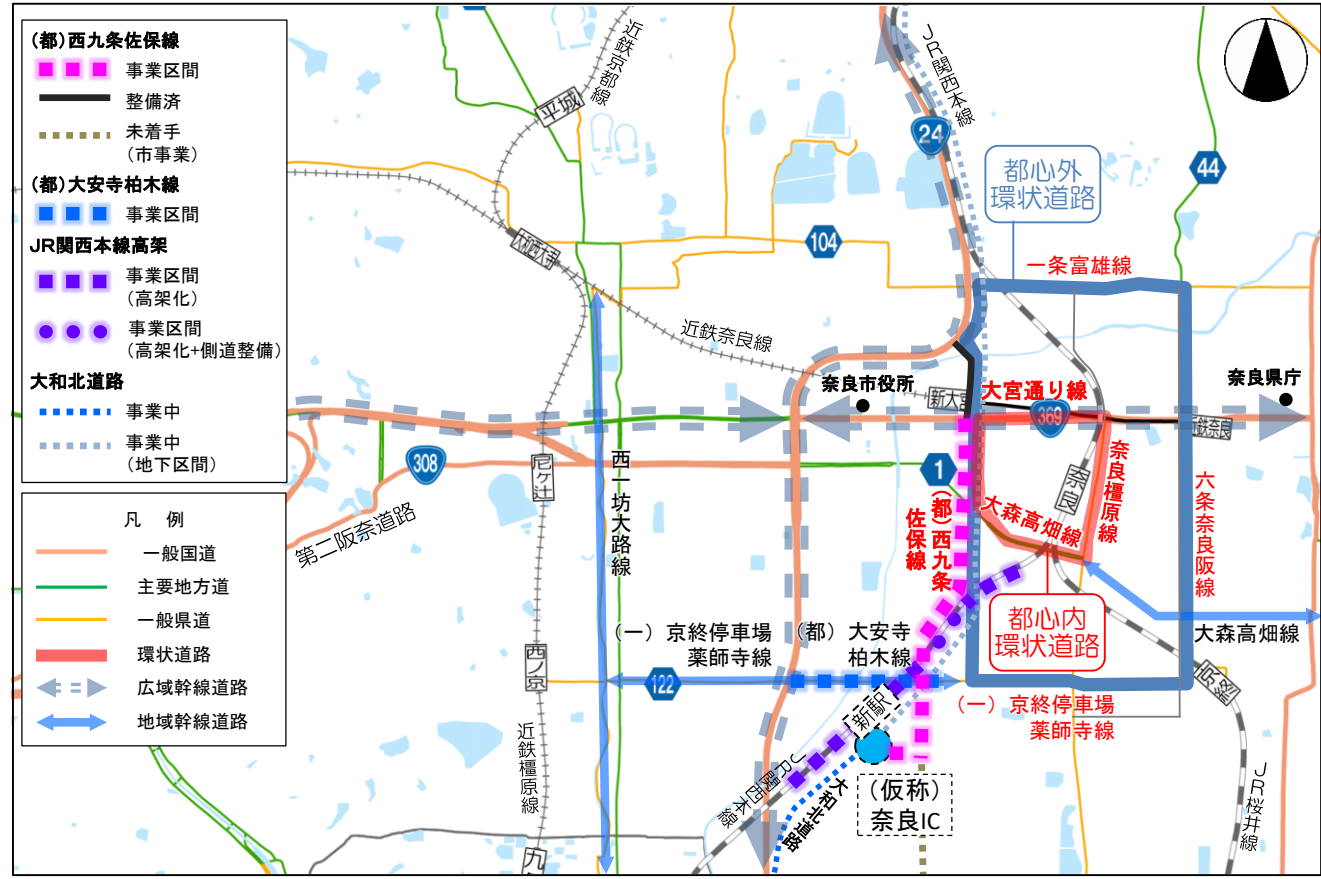 (都)西九条佐保線
事業区間
整備済
未着手
(市事業)
(都)大安寺柏木線
事業区間
JR関西本線高架
事業区間
(高架化)
事業区間
(高架化+側道整備)
大和北道路
事業中
事業中
(地下区間)
凡 例
一般国道
主要地方道
一般県道
環状道路
広域幹線道路
地域幹線道路
近鉄京都線
平城
JR関西本線
24
都心外
環状道路
44
大和西大寺
104
一条富雄線
近鉄奈良線
奈良市役所
新大宮
大宮通り線
369
奈良県庁
近鉄奈良
308
第二阪奈道路
尼ヶ辻
西一坊大路線
1
(都)西九条
佐保線
大森高畑線
奈良
奈良橿原線
六条奈良阪線
都心内
環状道路
大森高畑線
(一)京終停車場
薬師寺線
(都)大安寺
柏木線
西ノ京
122
新駅
京終
(一)京終停車場
薬師寺線
近鉄橿原線
JR関西本線
大和北道路
(仮称)
奈良IC
JR桜井線
九